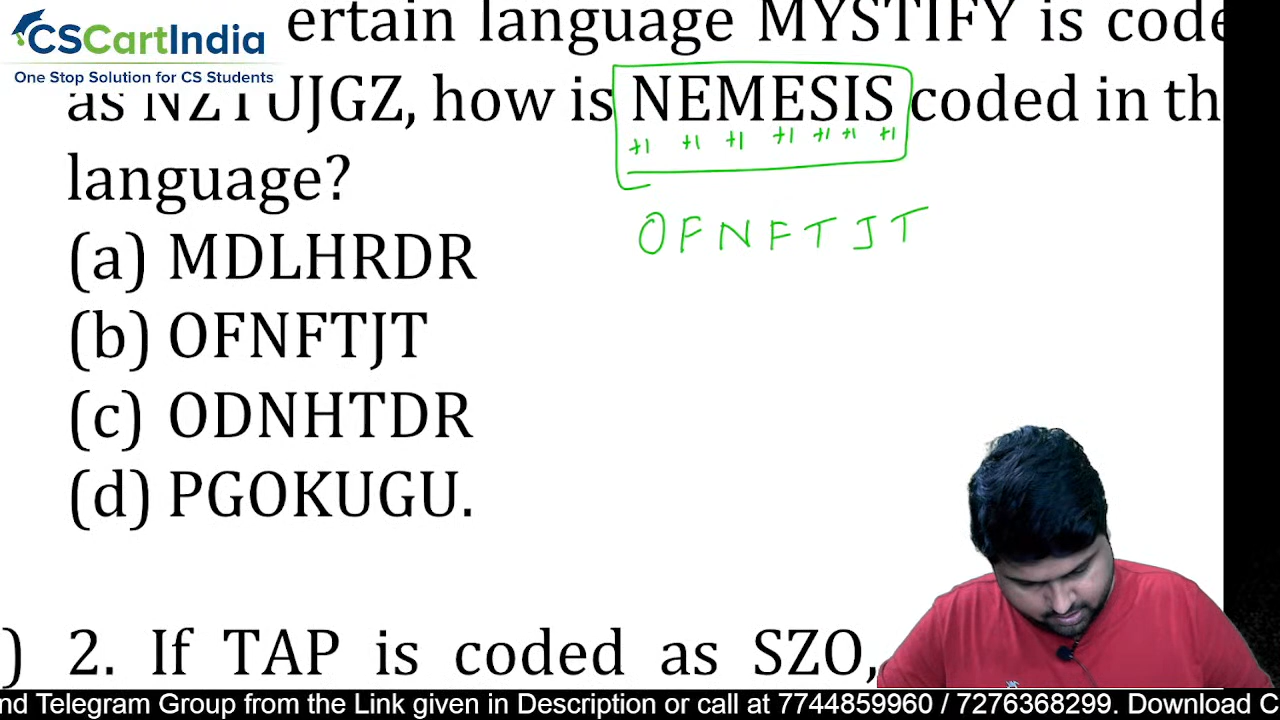 CSCartIndia
One Stop Solution for CS Students
ertain language MYSTIFY is code
as NZTUJGZ, how is NEMESIS coded in th
+1 +1 +1 +1 +1 +1 +1
language?
O F N F T J T
(a) MDLHRDR
(b) OFNFTJT
(c) ODNHTDR
(d) PGOKUGU.
) 2. If TAP is coded as SZO,
nd Telegram Group from the Link given in Description or call at 7744859960 / 7276368299. Download C